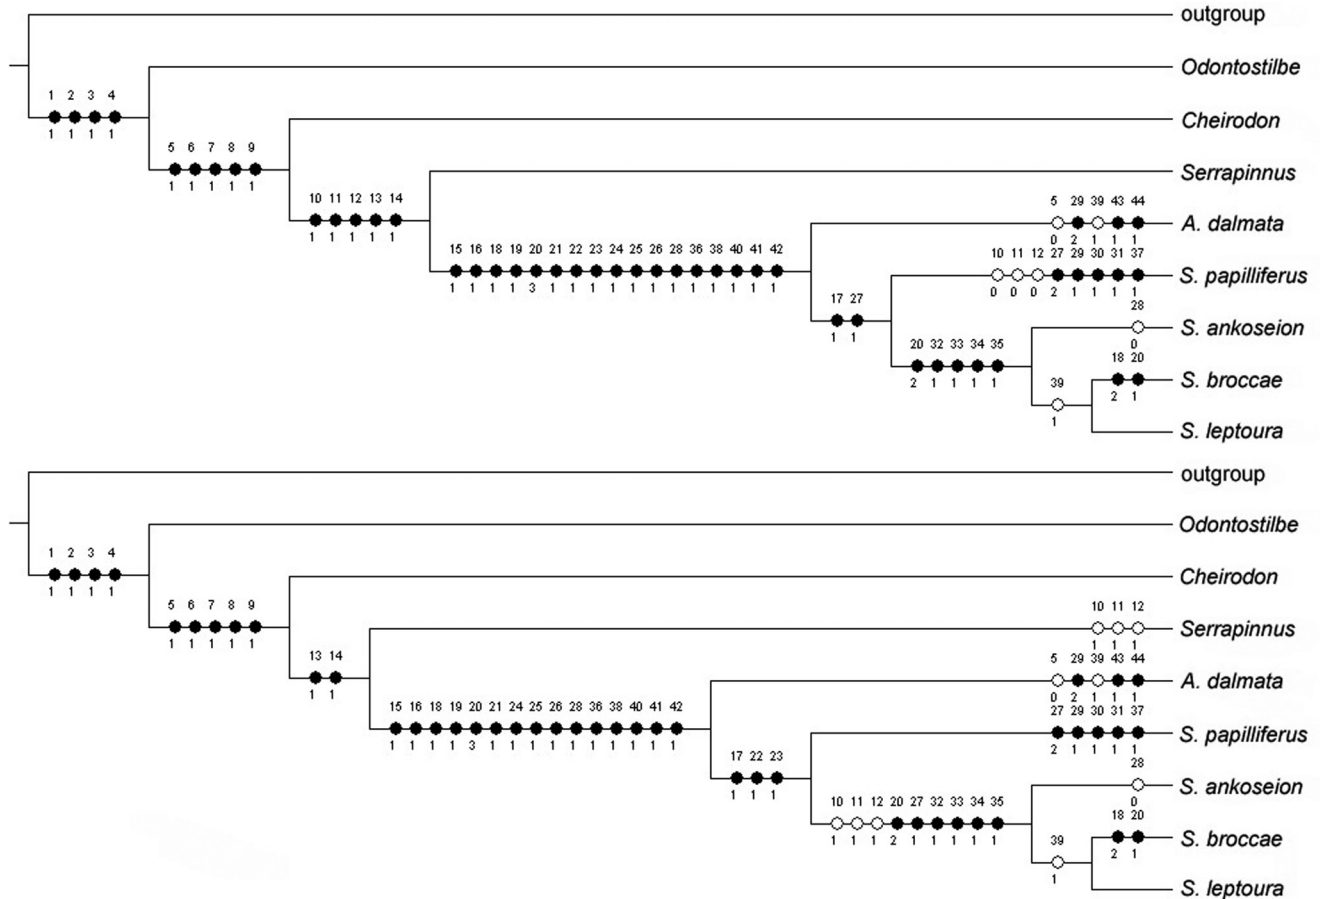 outgroup
Odontostilbe
1 2 3 4
1 1 1 1
Cheirodon
5 6 7 8 9
1 1 1 1 1
Serrapinnus
10 11 12 13 14
1 1 1 1 1
5 29 39 43 44
A. dalmata
0 2 1 1 1
15 16 18 19 20 21 22 23 24 25 26 28 36 38 40 41 42
1 1 1 1 3 1 1 1 1 1 1 1 1 1 1 1 1
10 11 12 27 29 30 31 37
S. papilliferus
0 0 0 2 1 1 1 1
17 27
1 1
28
S. ankoseion
0
20 32 33 34 35
2 1 1 1 1
18 20
S. broccae
2 1
39
1
S. leptoura
outgroup
Odontostilbe
1 2 3 4
1 1 1 1
Cheirodon
5 6 7 8 9
1 1 1 1 1
10 11 12
Serrapinnus
1 1 1
13 14
1 1
5 29 39 43 44
A. dalmata
0 2 1 1 1
15 16 18 19 20 21 24 25 26 28 36 38 40 41 42
1 1 1 1 3 1 1 1 1 1 1 1 1 1 1
27 29 30 31 37
S. papilliferus
2 1 1 1 1
17 22 23
1 1 1
28
S. ankoseion
0
10 11 12 20 27 32 33 34 35
1 1 1 2 1 1 1 1 1
18 20
S. broccae
2 1
39
1
S. leptoura